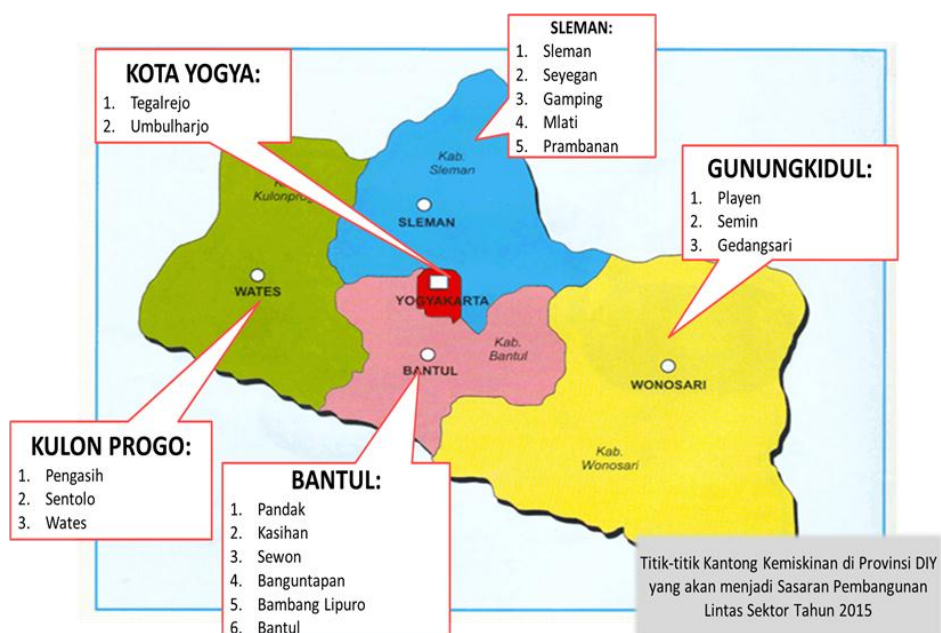 KOTA YOGYA:
1. Tegalrejo
2. Umbulharjo
SLEMAN:
1. Sleman
2. Seyegan
3. Gamping
4. Mlati
5. Prambanan
GUNUNGKIDUL:
1. Playen
2. Semin
3. Gedangsari
Kab.
Sleman
Kulonprogo
SLEMAN
WATES
YOGYAKARTA
Kab.
Bantul
BANTUL
WONOSARI
Kab.
Wonosari
KULON PROGO:
1. Pengasih
2. Sentolo
3. Wates
BANTUL:
1. Pandak
2. Kasihan
3. Sewon
4. Banguntapan
5. Bambang Lipuro
6. Bantul
Titik-titik Kantong Kemiskinan di Provinsi DIY
yang akan menjadi Sasaran Pembangunan
Lintas Sektor Tahun 2015